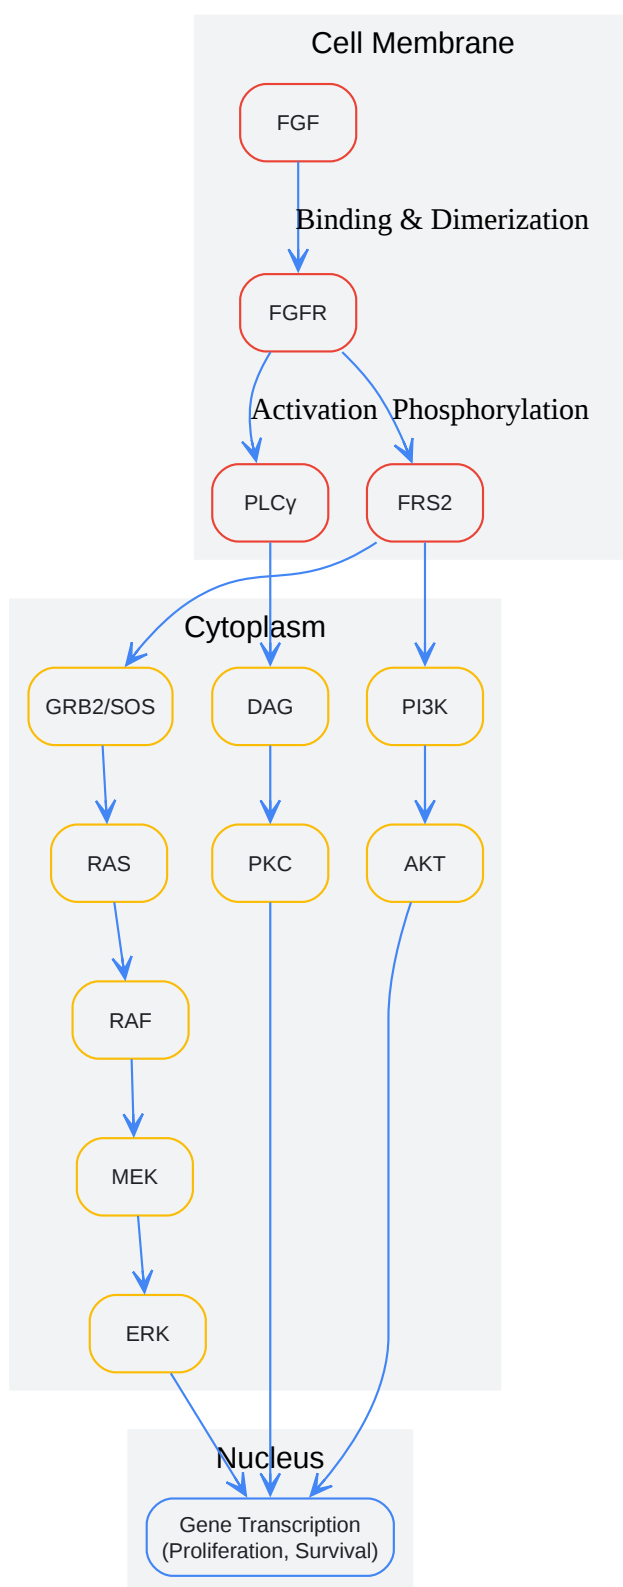 Cell Membrane
FGF
Binding & Dimerization
FGFR
Activation
Phosphorylation
PLCγ
FRS2
Cytoplasm
GRB2/SOS
DAG
PI3K
RAS
PKC
AKT
RAF
MEK
ERK
Nucleus
Gene Transcription
(Proliferation, Survival)